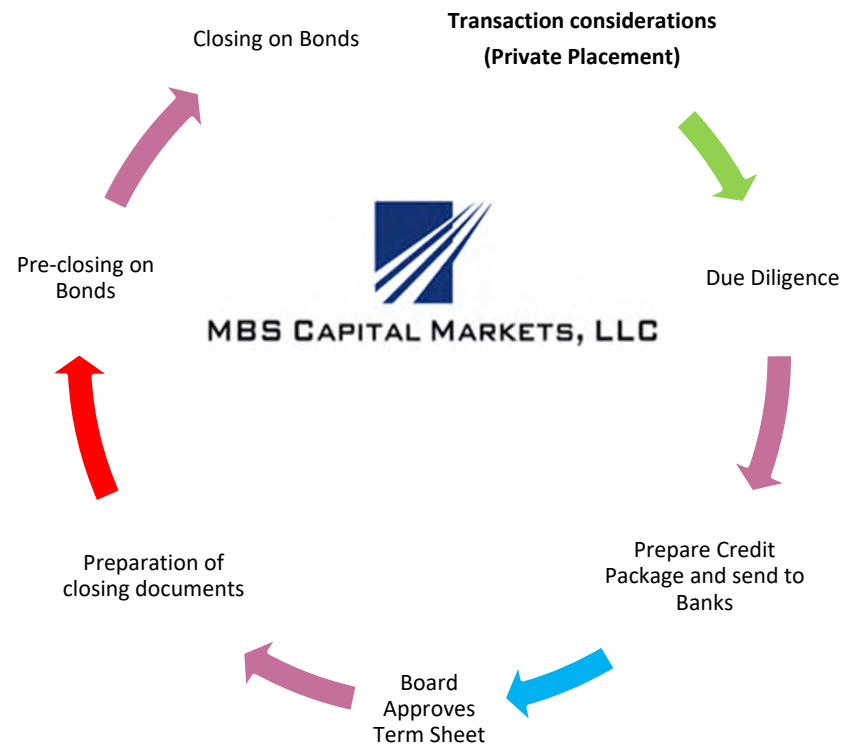 Transaction considerations
(Private Placement)
Due Diligence
Prepare Credit
Package and send to
Banks
Board
Approves
Term Sheet
Preparation of
closing documents
Pre-closing on
Bonds
Closing on Bonds
MBS CAPITAL MARKETS, LLC